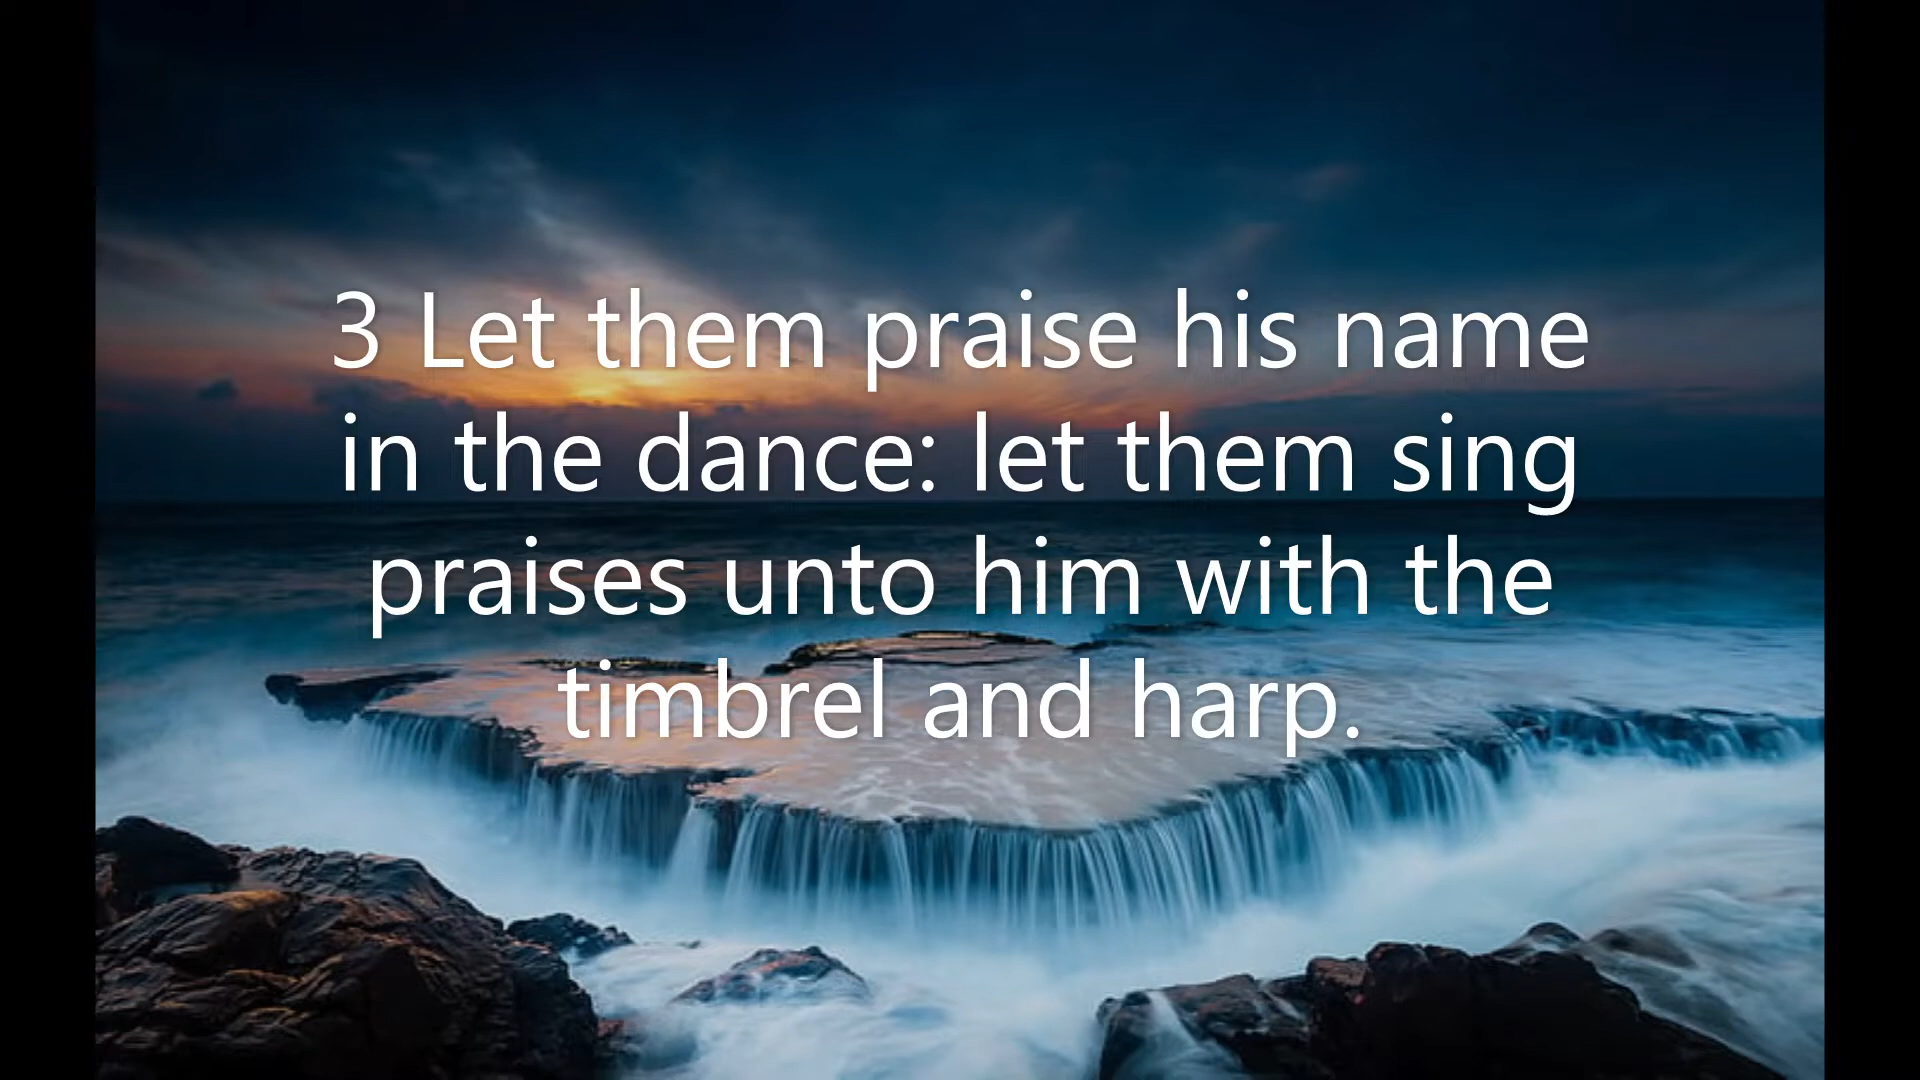 3 Let them praise his name
in the dance: let them sing
praises unto him with the
timbrel and harp.